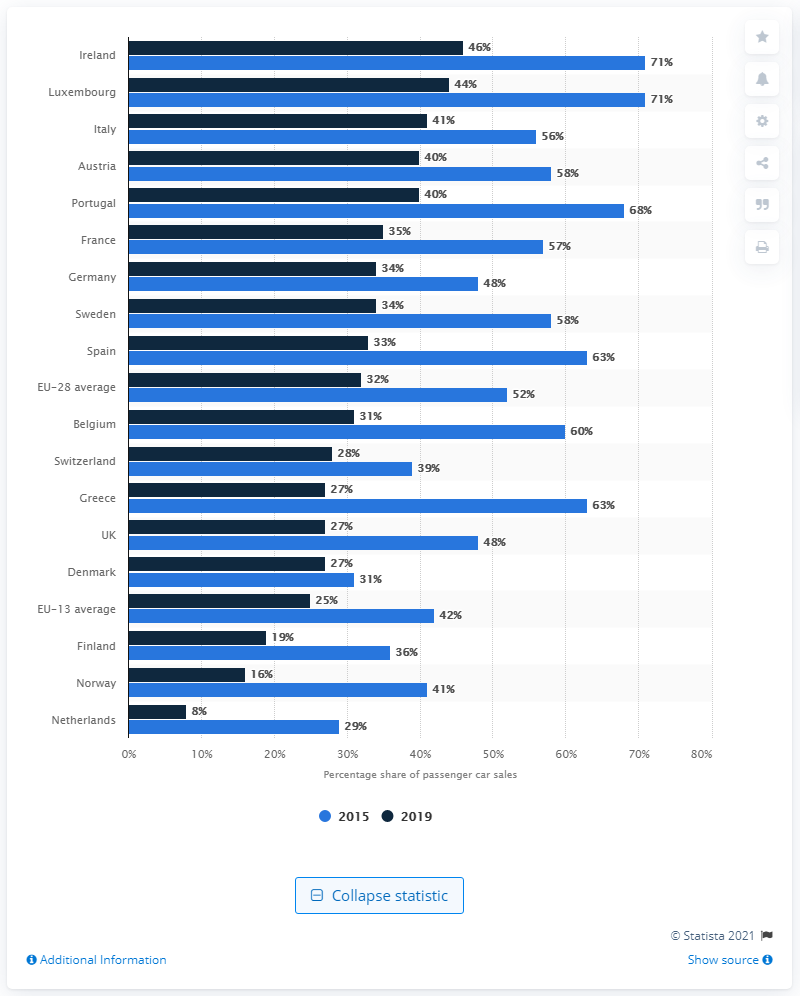 Ireland 46%
71%
Luxembourg 44%
71%
Italy 41%
56%
Austria 40%
58%
Portugal 40%
68%
France 35%
57%
Germany 34%
48%
Sweden 34%
58%
Spain 33%
63%
EU-28 average 32%
52%
Belgium 31%
60%
Switzerland 28%
39%
Greece 27%
63%
UK 27%
48%
Denmark 27%
31%
EU-13 average 25%
42%
Finland 19%
36%
Norway 16%
41%
Netherlands 8%
29%
0% 10% 20% 30% 40% 50% 60% 70% 80%
Percentage share of passenger car sales
2015 2019
Collapse statistic
© Statista 2021
Additional Information Show source